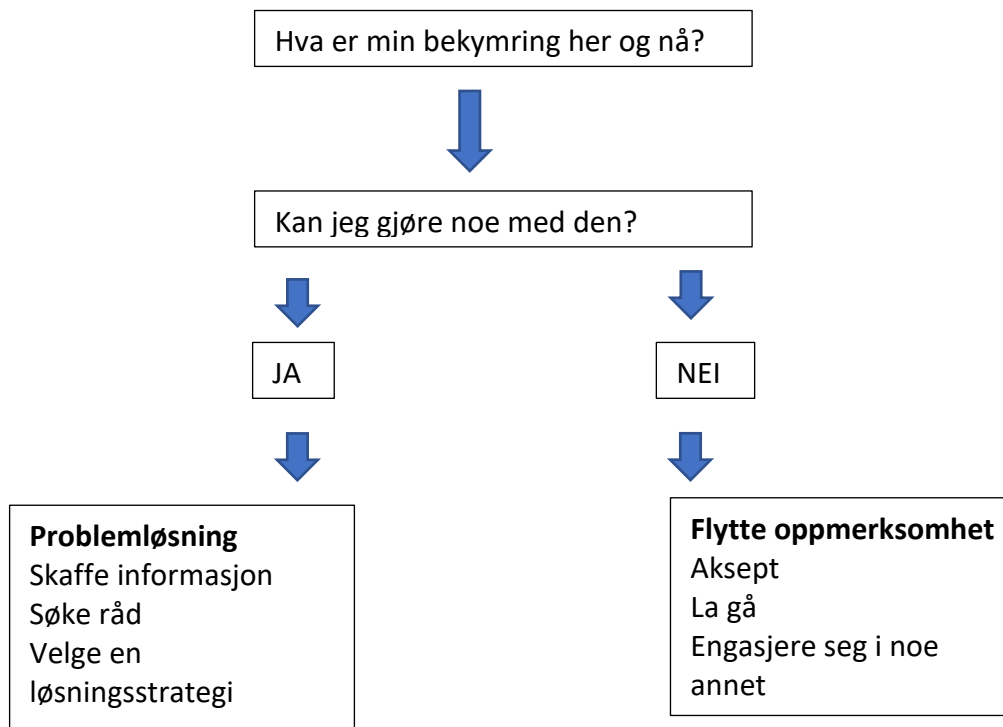 Hva er min bekymring her og nå?
Kan jeg gjøre noe med den?
JA
NEI
Problemløsning
Skaffe informasjon
Søke råd
Velge en
løsningsstrategi
Flytte oppmerksomhet
Aksept
La gå
Engasjere seg i noe
annet